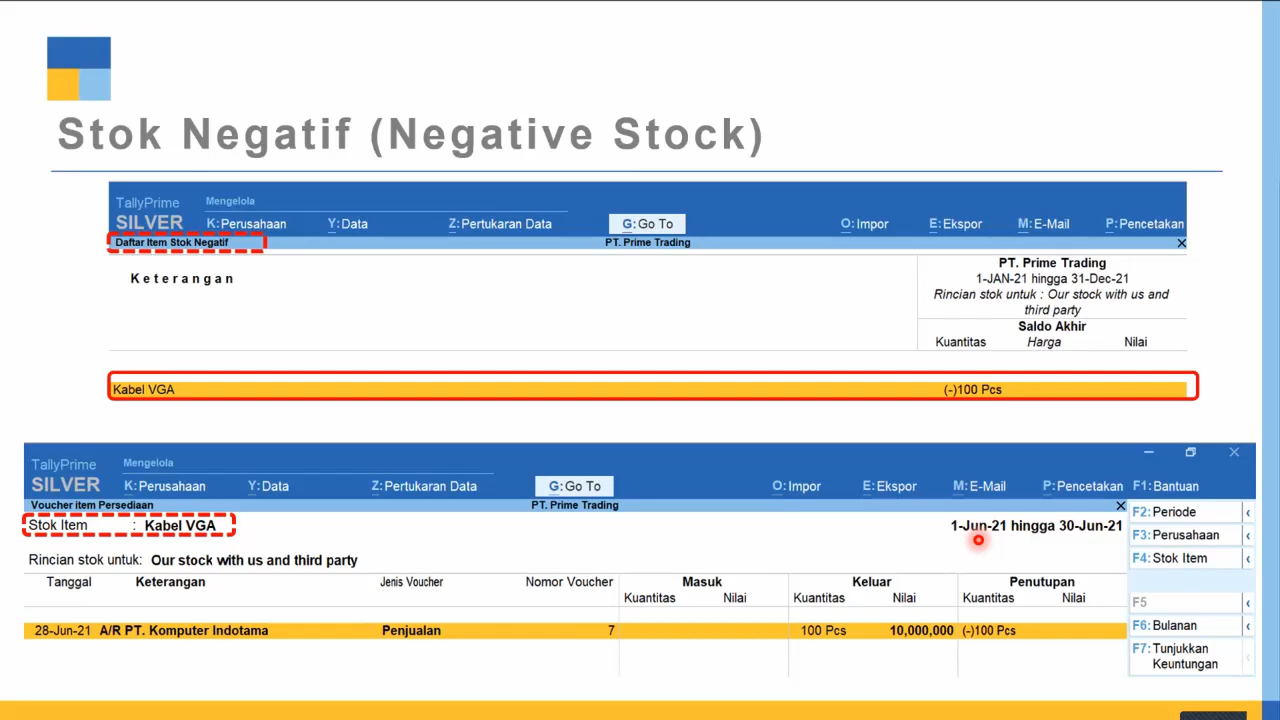 Stok Negatif (Negative Stock)
TallyPrime Mengelola
SILVER K:Perusahaan Y:Data Z:Pertukaran Data G:Go To O:Impor E:Ekspor M:E-Mail P:Pencetakan
Daftar Item Stok Negatif PT. Prime Trading ✕
Keterangan
PT. Prime Trading
1-JAN-21 hingga 31-Dec-21
Rincian stok untuk : Our stock with us and
third party
Saldo Akhir
Kuantitas Harga Nilai
Kabel VGA (-)100 Pcs
TallyPrime Mengelola
SILVER K:Perusahaan Y:Data Z:Pertukaran Data G:Go To O:Impor E:Ekspor M:E-Mail P:Pencetakan F1:Bantuan
Voucher item Persediaan PT. Prime Trading ✕
F2:Periode
Stok Item : Kabel VGA 1-Jun-21 hingga 30-Jun-21
F3:Perusahaan
Rincian stok untuk: Our stock with us and third party
F4:Stok Item
Tanggal Keterangan Jenis Voucher Nomor Voucher Masuk Keluar Penutupan
Kuantitas Nilai Kuantitas Nilai Kuantitas Nilai
F5
28-Jun-21 A/R PT. Komputer Indotama Penjualan 7 100 Pcs 10,000,000 (-)100 Pcs
F6:Bulanan
F7:Tunjukkan
Keuntungan